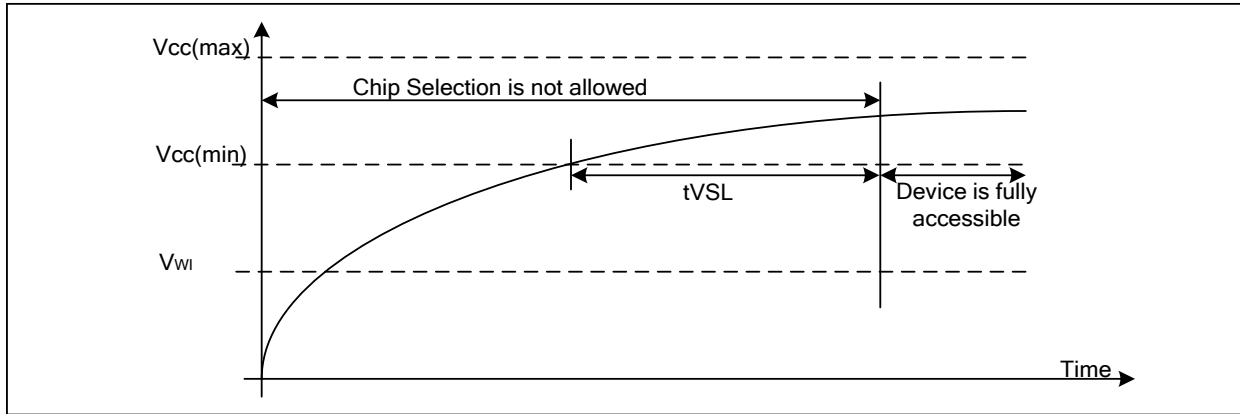 Vcc(max)
Chip Selection is not allowed
Vcc(min)
tVSL
Device is fully
accessible
VWI
Time